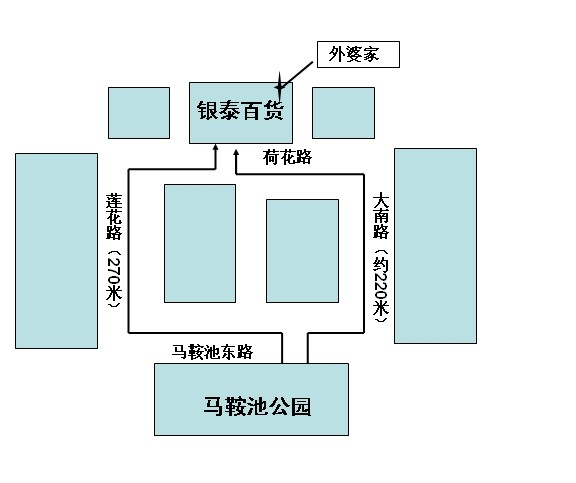 外婆家
银泰百货
荷花路
莲花路（270米）
大南路（约220米）
马鞍池东路
马鞍池公园